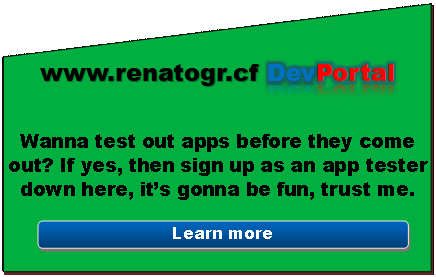 www.renatogr.cf DevPortal
Wanna test out apps before they come
out? If yes, then sign up as an app tester
down here, it’s gonna be fun, trust me.
Learn more